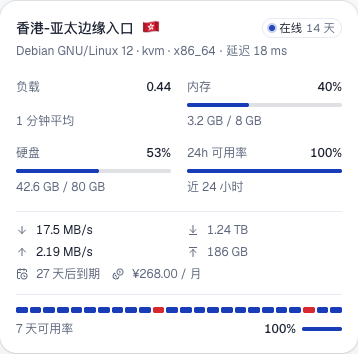 香港-亚太边缘入口 🇭🇰 在线 14 天
Debian GNU/Linux 12 · kvm · x86_64 · 延迟 18 ms
负载 0.44 内存 40%
1 分钟平均 3.2 GB / 8 GB
硬盘 53% 24h 可用率 100%
42.6 GB / 80 GB 近 24 小时
↓ 17.5 MB/s 1.24 TB
↑ 2.19 MB/s 186 GB
27 天后到期 ¥268.00 / 月
7 天可用率 100%